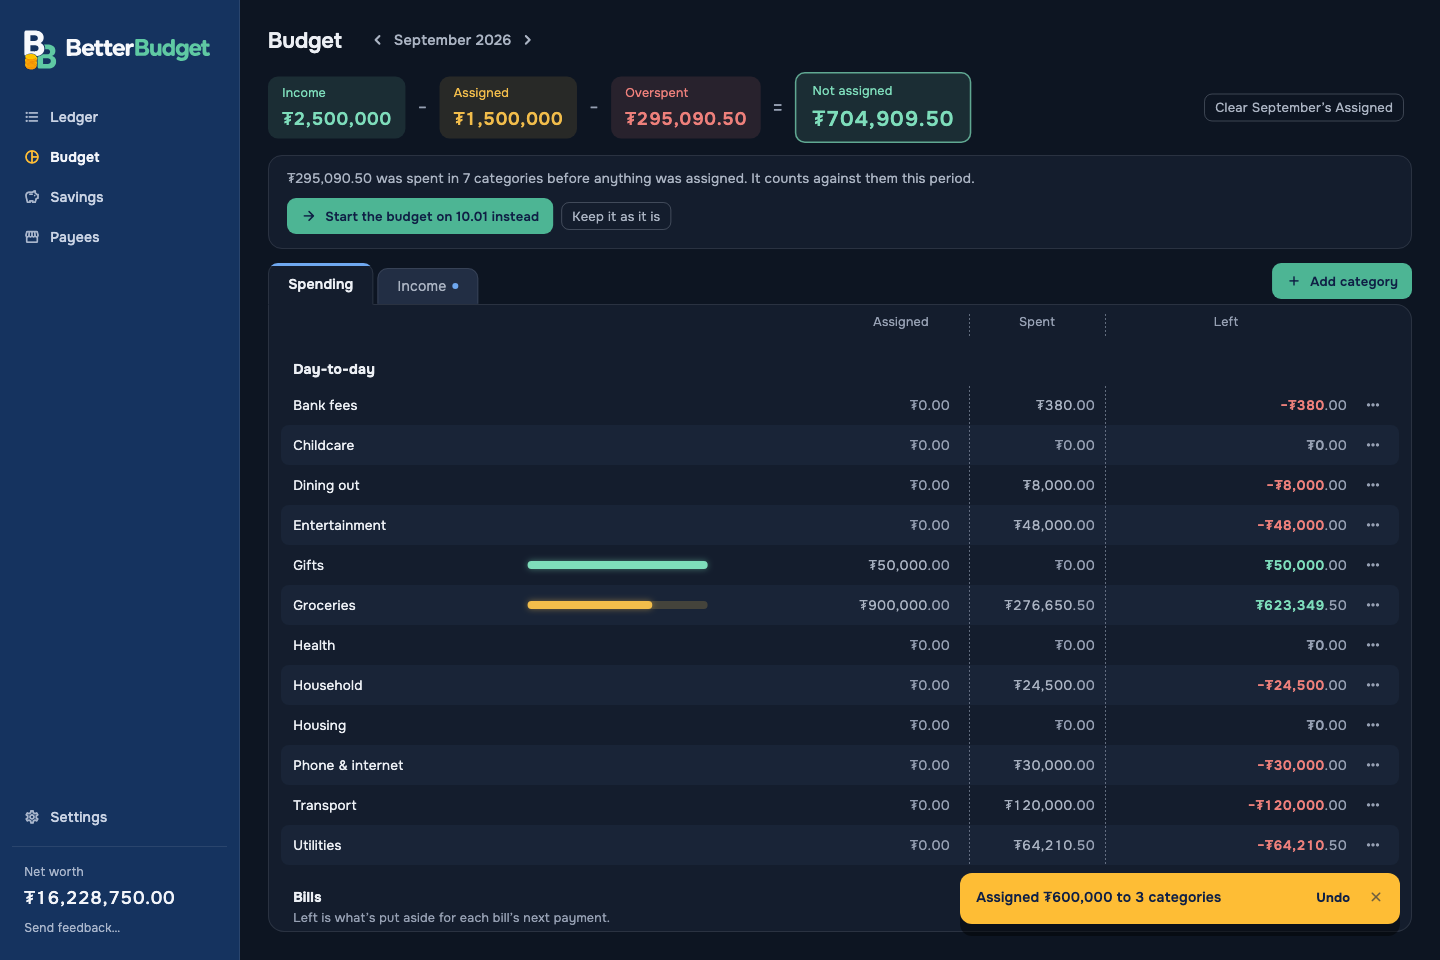 BetterBudget
Ledger
Budget
Savings
Payees
Settings
Net worth
₮16,228,750.00
Send feedback...
Budget
September 2026
Income
₮2,500,000
-
Assigned
₮1,500,000
-
Overspent
₮295,090.50
=
Not assigned
₮704,909.50
Clear September's Assigned
₮295,090.50 was spent in 7 categories before anything was assigned. It counts against them this period.
Start the budget on 10.01 instead
Keep it as it is
Spending
Income
Add category
Assigned Spent Left
Day-to-day
Bank fees ₮0.00 ₮380.00 -₮380.00
Childcare ₮0.00 ₮0.00 ₮0.00
Dining out ₮0.00 ₮8,000.00 -₮8,000.00
Entertainment ₮0.00 ₮48,000.00 -₮48,000.00
Gifts ₮50,000.00 ₮0.00 ₮50,000.00
Groceries ₮900,000.00 ₮276,650.50 ₮623,349.50
Health ₮0.00 ₮0.00 ₮0.00
Household ₮0.00 ₮24,500.00 -₮24,500.00
Housing ₮0.00 ₮0.00 ₮0.00
Phone & internet ₮0.00 ₮30,000.00 -₮30,000.00
Transport ₮0.00 ₮120,000.00 -₮120,000.00
Utilities ₮0.00 ₮64,210.50 -₮64,210.50
Bills
Left is what's put aside for each bill's next payment.
Assigned ₮600,000 to 3 categories
Undo